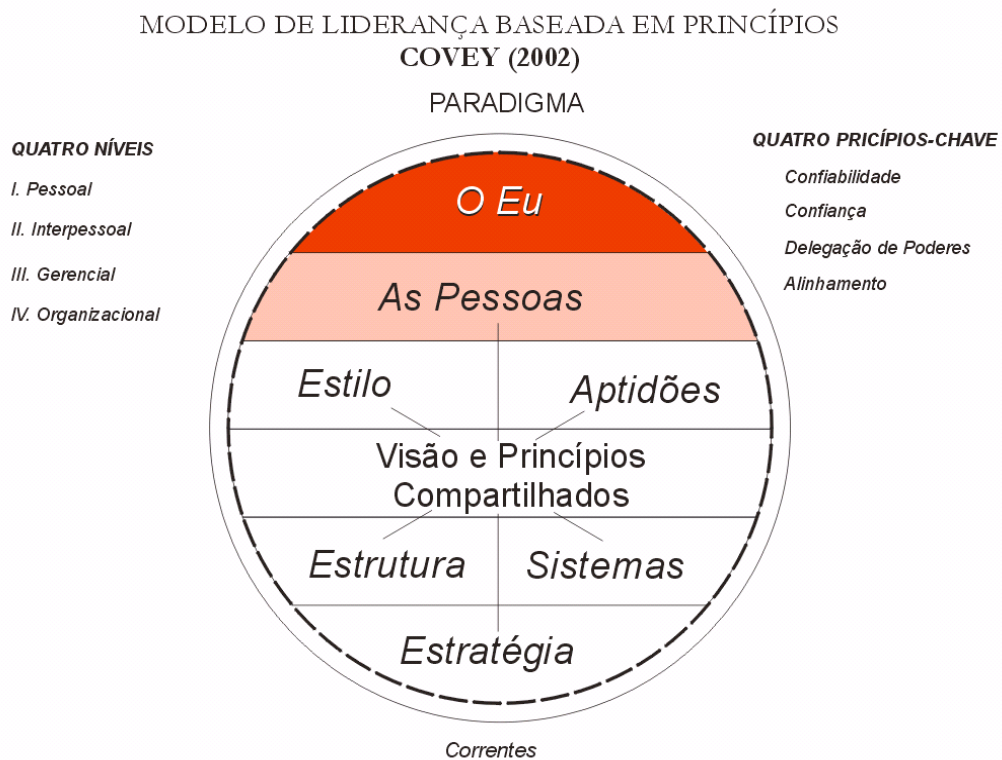 MODELO DE LIDERANÇA BASEADA EM PRINCÍPIOS
COVEY (2002)
PARADIGMA
QUATRO NÍVEIS
I. Pessoal
II. Interpessoal
III. Gerencial
IV. Organizacional
QUATRO PRICÍPIOS-CHAVE
Confiabilidade
Confiança
Delegação de Poderes
Alinhamento
O Eu
As Pessoas
Estilo
Aptidões
Visão e Princípios
Compartilhados
Estrutura
Sistemas
Estratégia
Correntes